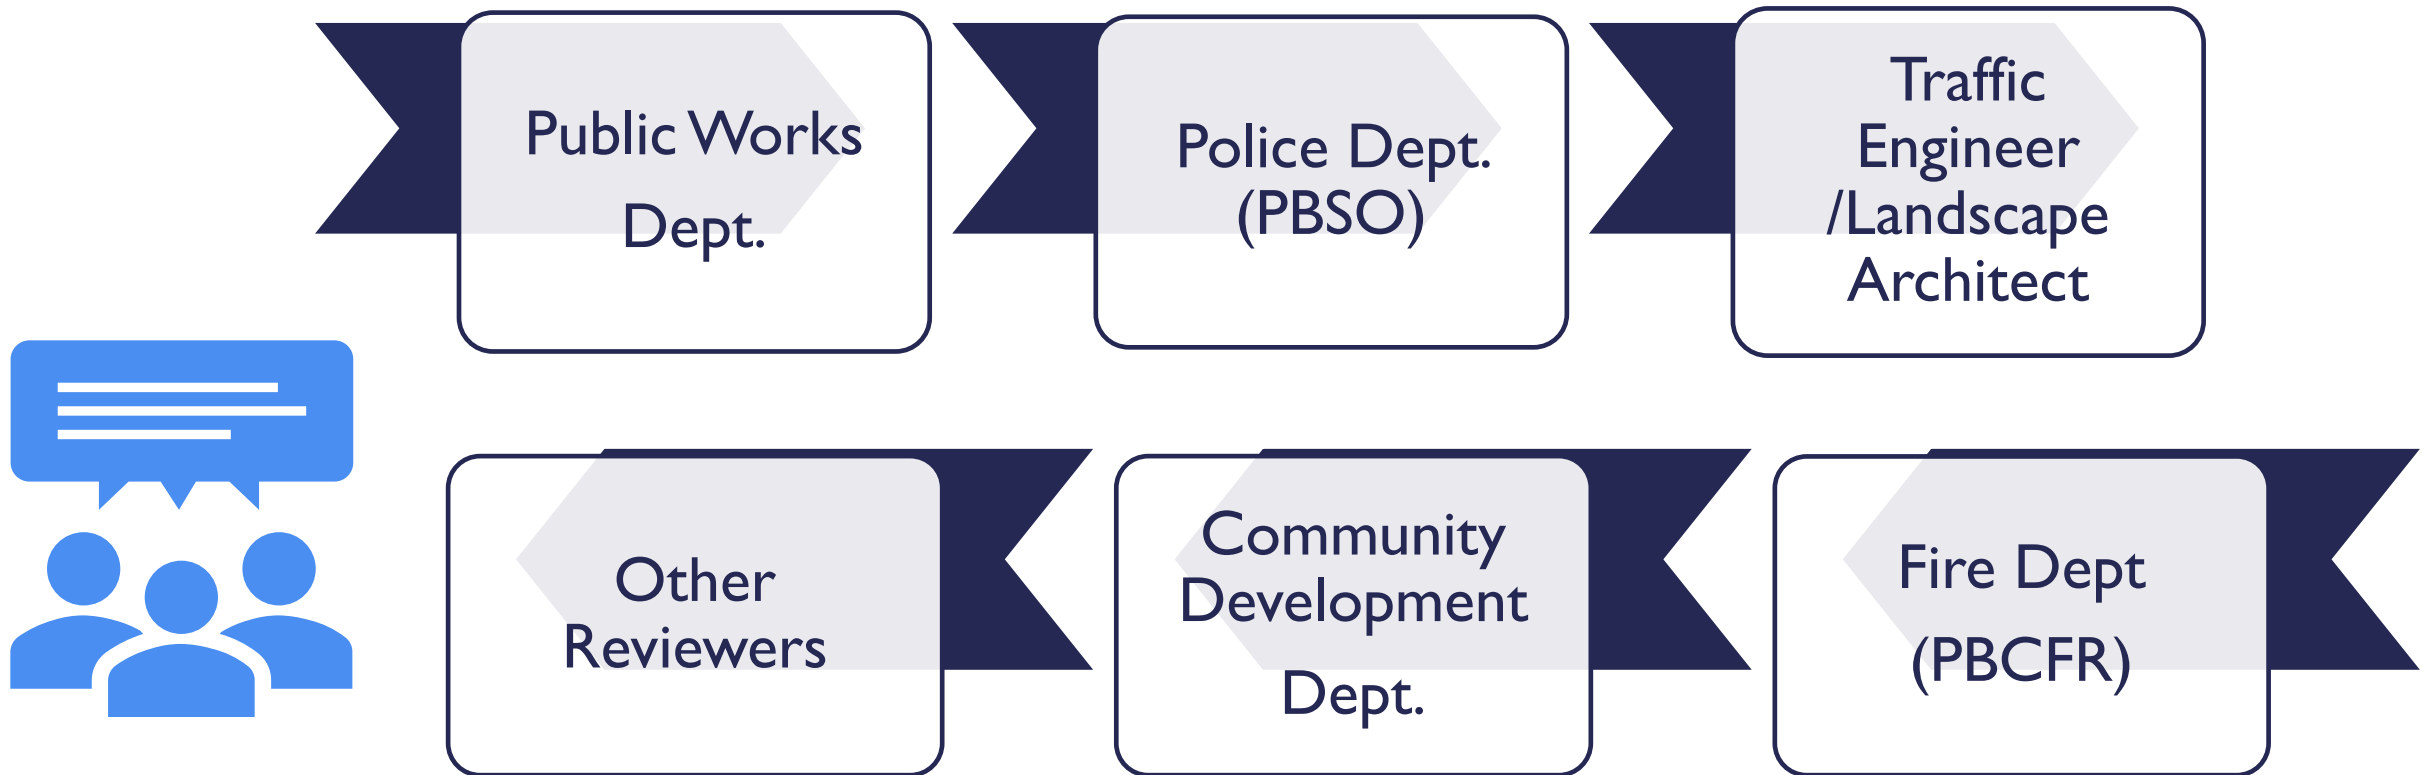 Public Works
Dept.
Police Dept.
(PBSO)
Traffic
Engineer
/Landscape
Architect
Other
Reviewers
Community
Development
Dept.
Fire Dept
(PBCFR)